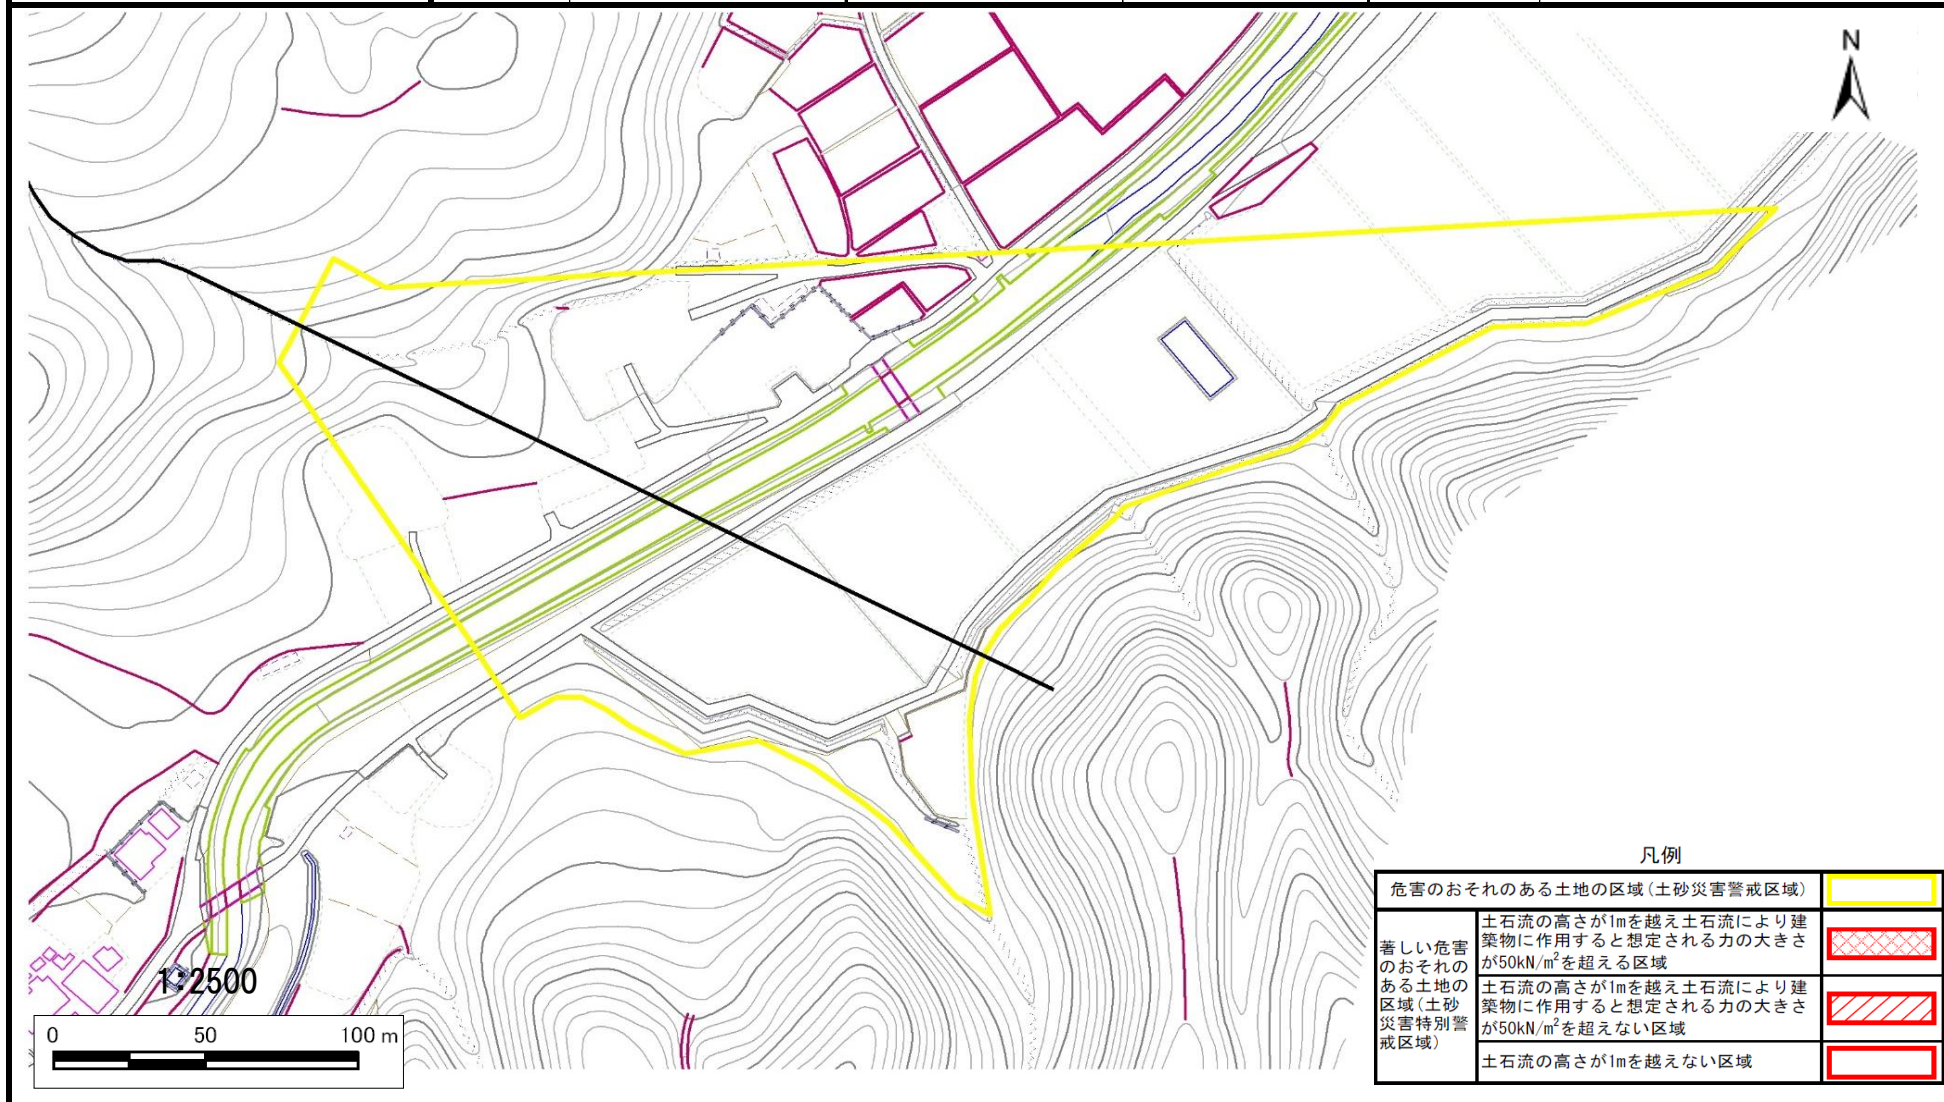 N
凡例
危害のおそれのある土地の区域(土砂災害警戒区域)
著しい危害
のおそれの
ある土地の
区域(土砂
災害特別警
戒区域)
土石流の高さが1mを越え土石流により建
築物に作用すると想定される力の大きさ
が50kN/m²を超える区域
土石流の高さが1mを越え土石流により建
築物に作用すると想定される力の大きさ
が50kN/m²を超えない区域
土石流の高さが1mを越えない区域
1:2500
0 50 100 m